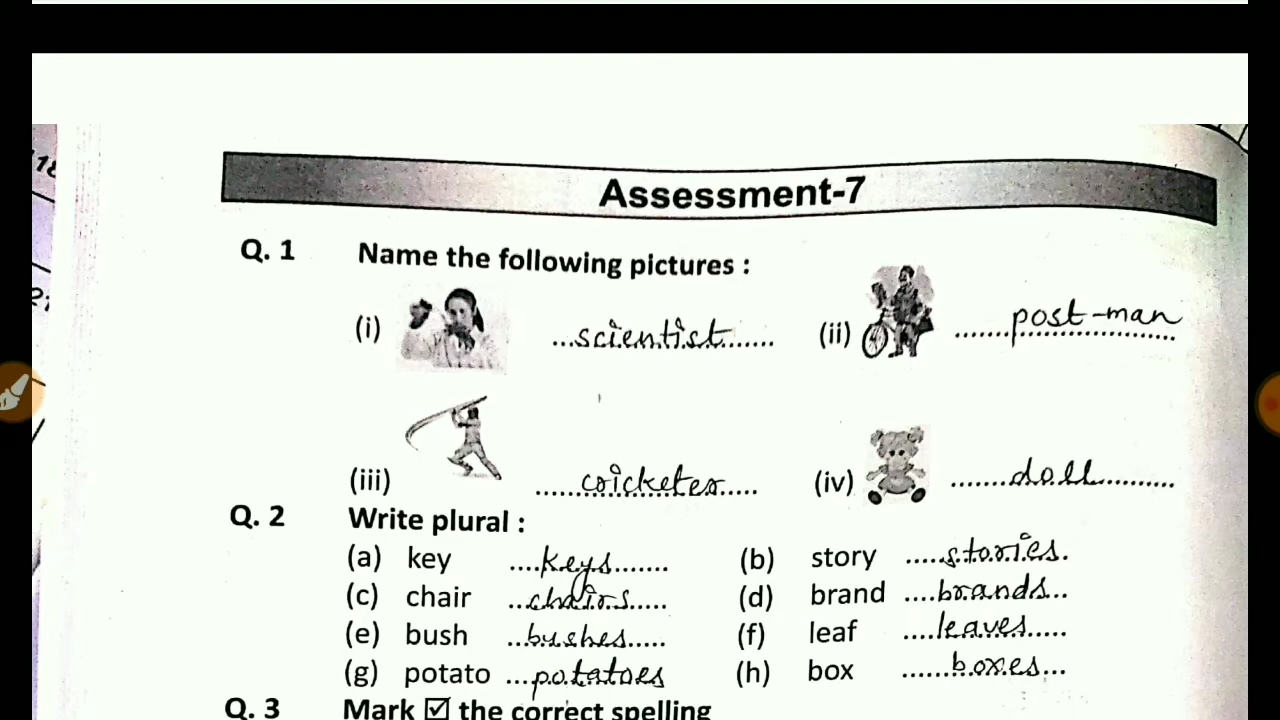 Assessment-7
Q. 1 Name the following pictures :
(i) ...scientist....... (ii) .......post-man
(iii) ......cricketer..... (iv) .......doll..........
Q. 2 Write plural :
(a) key ....keys....... (b) story .....stories.
(c) chair ...chairs..... (d) brand ....brands...
(e) bush ...bushes..... (f) leaf ....leaves.....
(g) potato ...potatoes (h) box .......boxes...
Q. 3 Mark ☑ the correct spelling